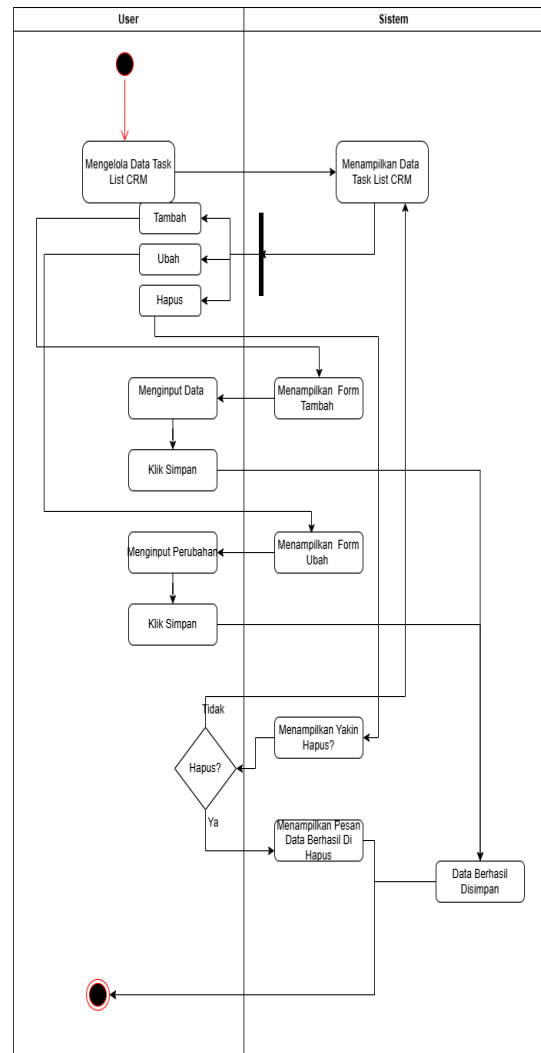 User
Sistem
Mengelola Data Task
List CRM
Menampilkan Data
Task List CRM
Tambah
Ubah
Hapus
Menginput Data
Menampilkan Form
Tambah
Klik Simpan
Menginput Perubahan
Menampilkan Form
Ubah
Klik Simpan
Tidak
Menampilkan Yakin
Hapus?
Hapus?
Ya
Menampilkan Pesan
Data Berhasil Di
Hapus
Data Berhasil
Disimpan